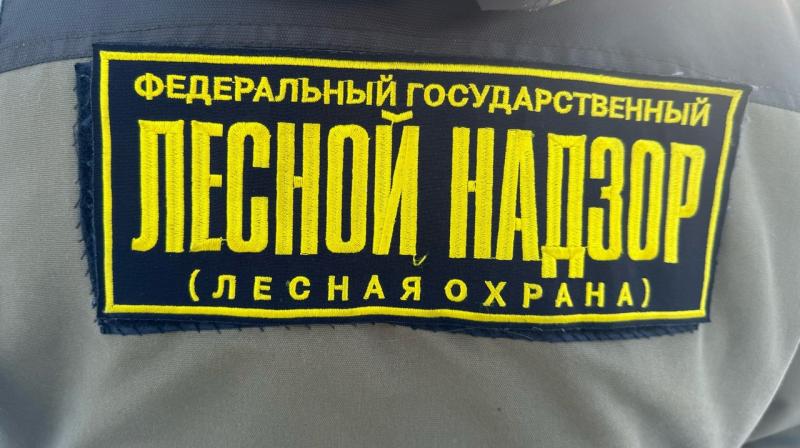 ФЕДЕРАЛЬНЫЙ ГОСУДАРСТВЕННЫЙ
ЛЕСНОЙ НАДЗОР
(ЛЕСНАЯ ОХРАНА)